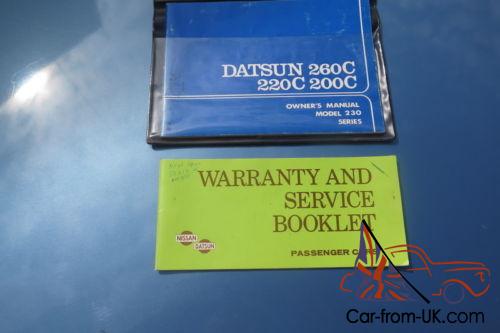 DATSUN 260C
220C 200C
OWNER'S MANUAL
MODEL 230
SERIES
WARRANTY AND
SERVICE
BOOKLET
NISSAN
DATSUN
PASSENGER CARS
Car-from-UK.com